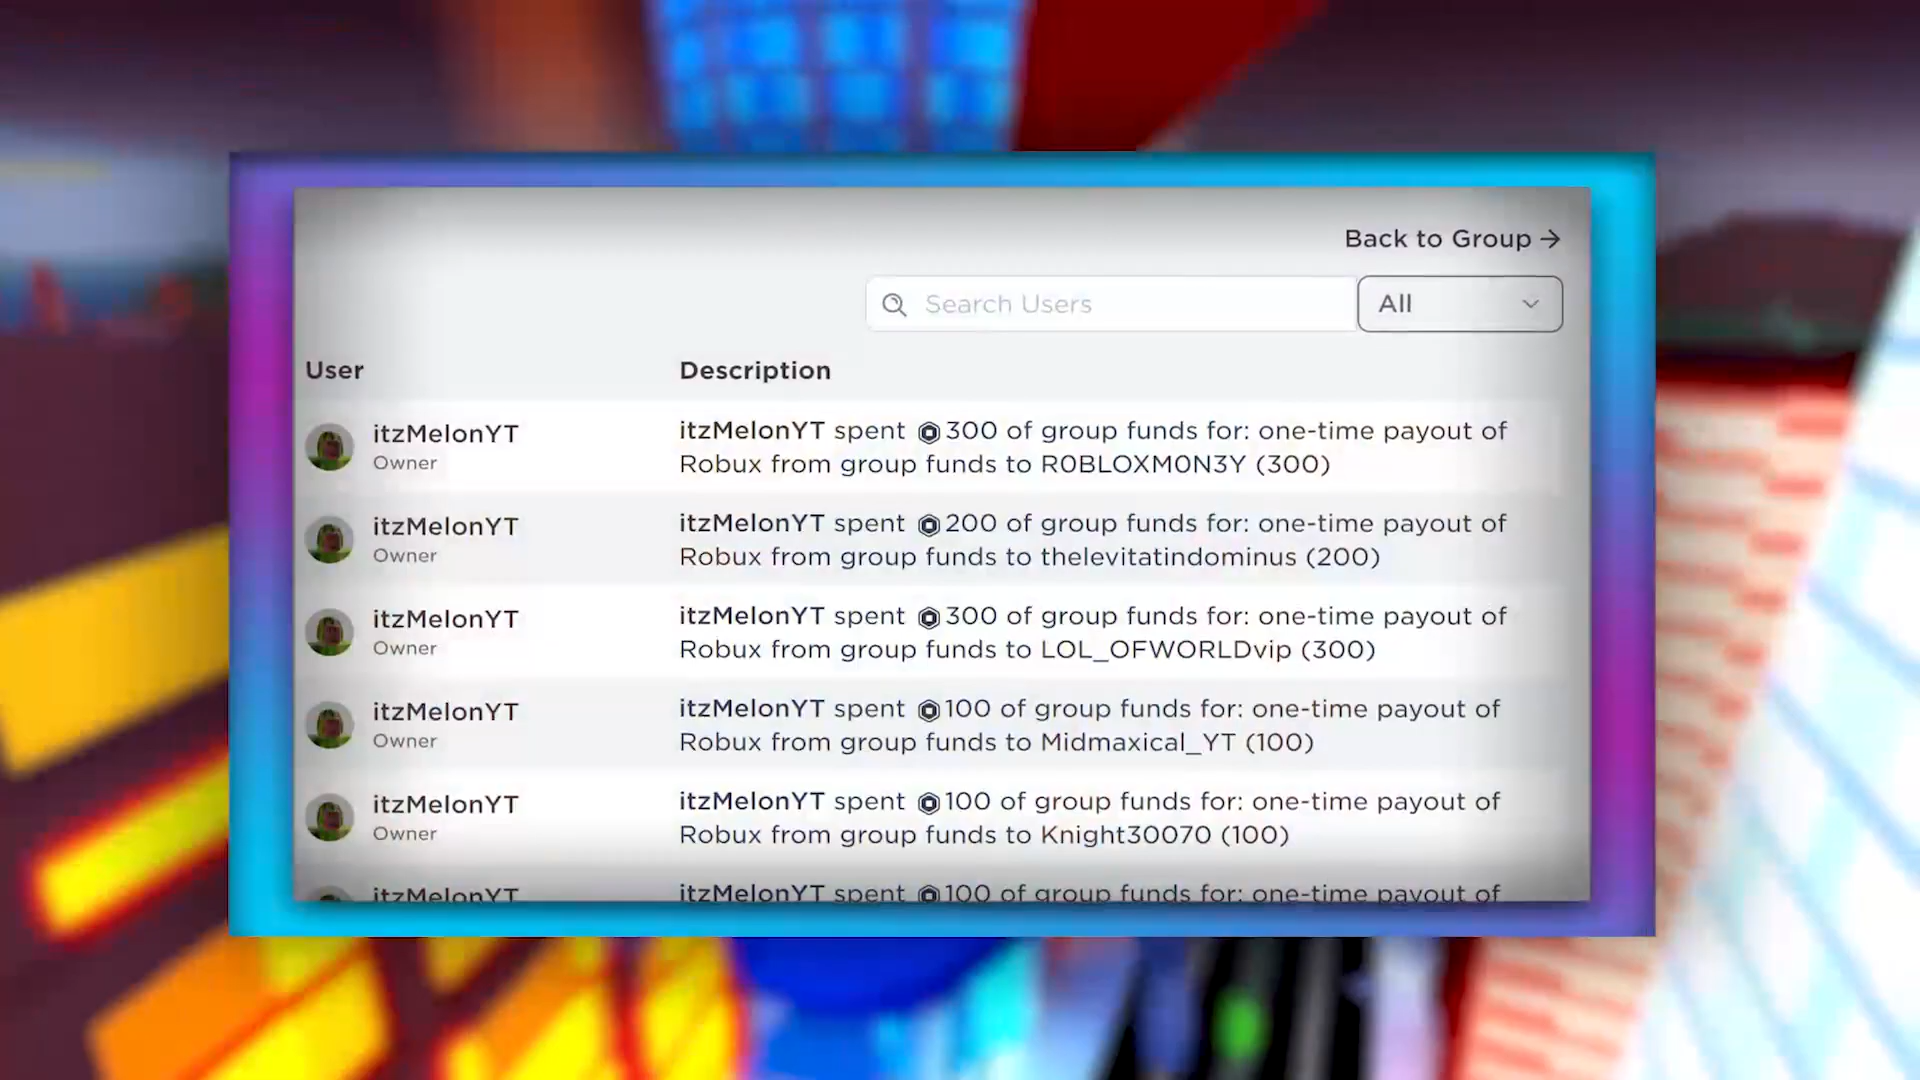 Back to Group
Search Users
All
User
Description
itzMelonYT
Owner
itzMelonYT spent 300 of group funds for: one-time payout of
Robux from group funds to R0BLOXM0N3Y (300)
itzMelonYT
Owner
itzMelonYT spent 200 of group funds for: one-time payout of
Robux from group funds to thelevitatindominus (200)
itzMelonYT
Owner
itzMelonYT spent 300 of group funds for: one-time payout of
Robux from group funds to LOL_OFWORLDvip (300)
itzMelonYT
Owner
itzMelonYT spent 100 of group funds for: one-time payout of
Robux from group funds to Midmaxical_YT (100)
itzMelonYT
Owner
itzMelonYT spent 100 of group funds for: one-time payout of
Robux from group funds to Knight30070 (100)
itzMelonYT
itzMelonYT spent 100 of group funds for: one-time payout of